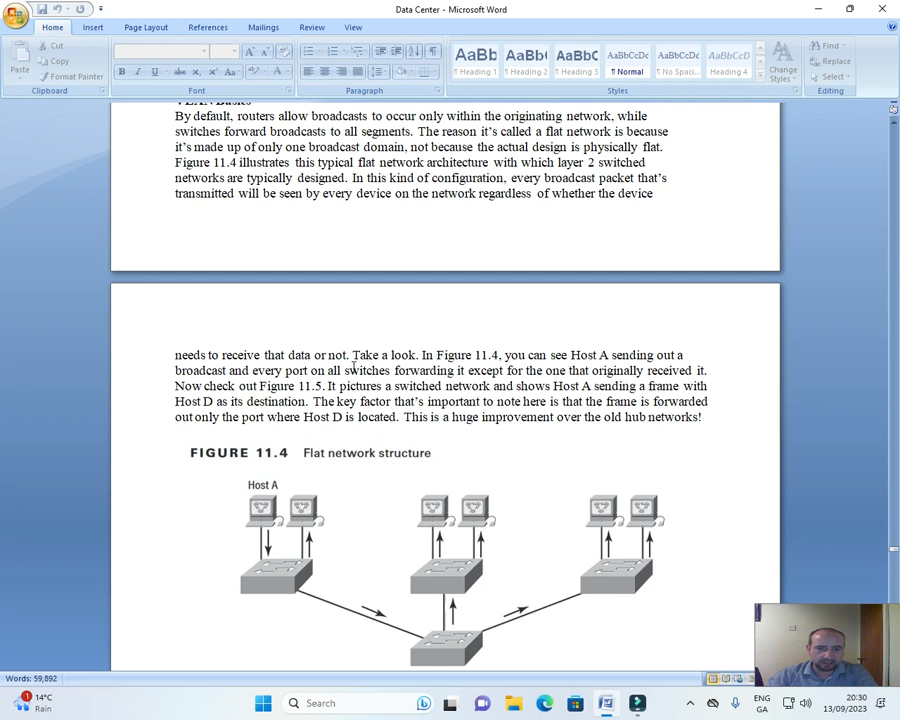 Data Center - Microsoft Word
Home Insert Page Layout References Mailings Review View
Paste
Cut
Copy
Format Painter
Clipboard
B I U abc x₂ x² Aa
Font
Paragraph
AaBb AaBbC AaBbC AaBbCcD AaBbCcD AaBbCcD
Heading 1 Heading 2 Heading 3 ¶ Normal ¶ No Spaci... Heading 4
Change Styles
Styles
Find
Replace
Select
Editing
VLAN Basics
By default, routers allow broadcasts to occur only within the originating network, while
switches forward broadcasts to all segments. The reason it's called a flat network is because
it's made up of only one broadcast domain, not because the actual design is physically flat.
Figure 11.4 illustrates this typical flat network architecture with which layer 2 switched
networks are typically designed. In this kind of configuration, every broadcast packet that's
transmitted will be seen by every device on the network regardless of whether the device
needs to receive that data or not. Take a look. In Figure 11.4, you can see Host A sending out a
broadcast and every port on all switches forwarding it except for the one that originally received it.
Now check out Figure 11.5. It pictures a switched network and shows Host A sending a frame with
Host D as its destination. The key factor that's important to note here is that the frame is forwarded
out only the port where Host D is located. This is a huge improvement over the old hub networks!
FIGURE 11.4 Flat network structure
Host A
Words: 59,892
1
14°C
Rain
Search
ENG
GA
20:30
13/09/2023